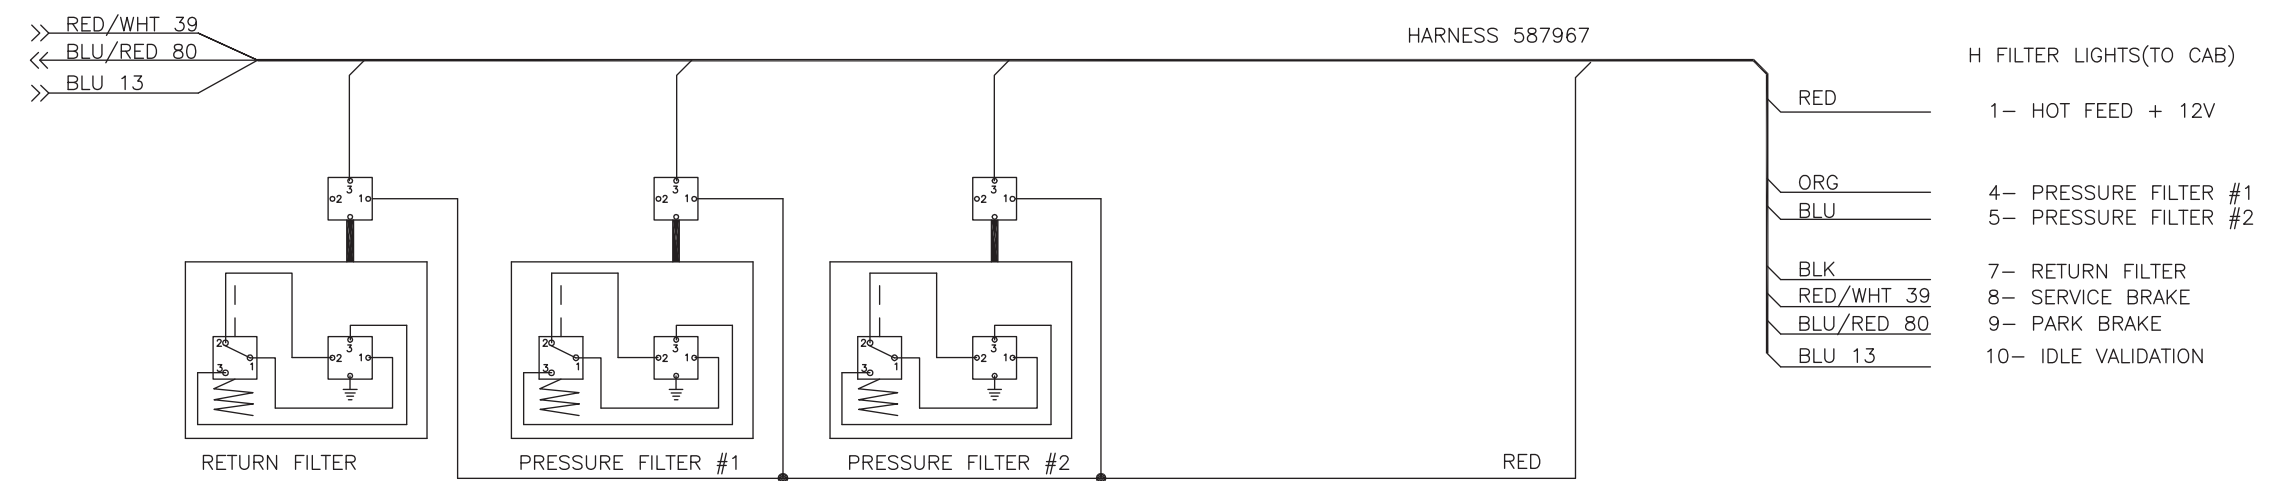 RED/WHT 39
BLU/RED 80
BLU 13
HARNESS 587967
H FILTER LIGHTS(TO CAB)
RED
1- HOT FEED + 12V
ORG
4- PRESSURE FILTER #1
BLU
5- PRESSURE FILTER #2
BLK
7- RETURN FILTER
RED/WHT 39
8- SERVICE BRAKE
BLU/RED 80
9- PARK BRAKE
BLU 13
10- IDLE VALIDATION
3
2 1
3
2 1
3
2 1
2
3
1
3
2 1
2
3
1
3
2 1
2
3
1
3
2 1
RETURN FILTER
PRESSURE FILTER #1
PRESSURE FILTER #2
RED